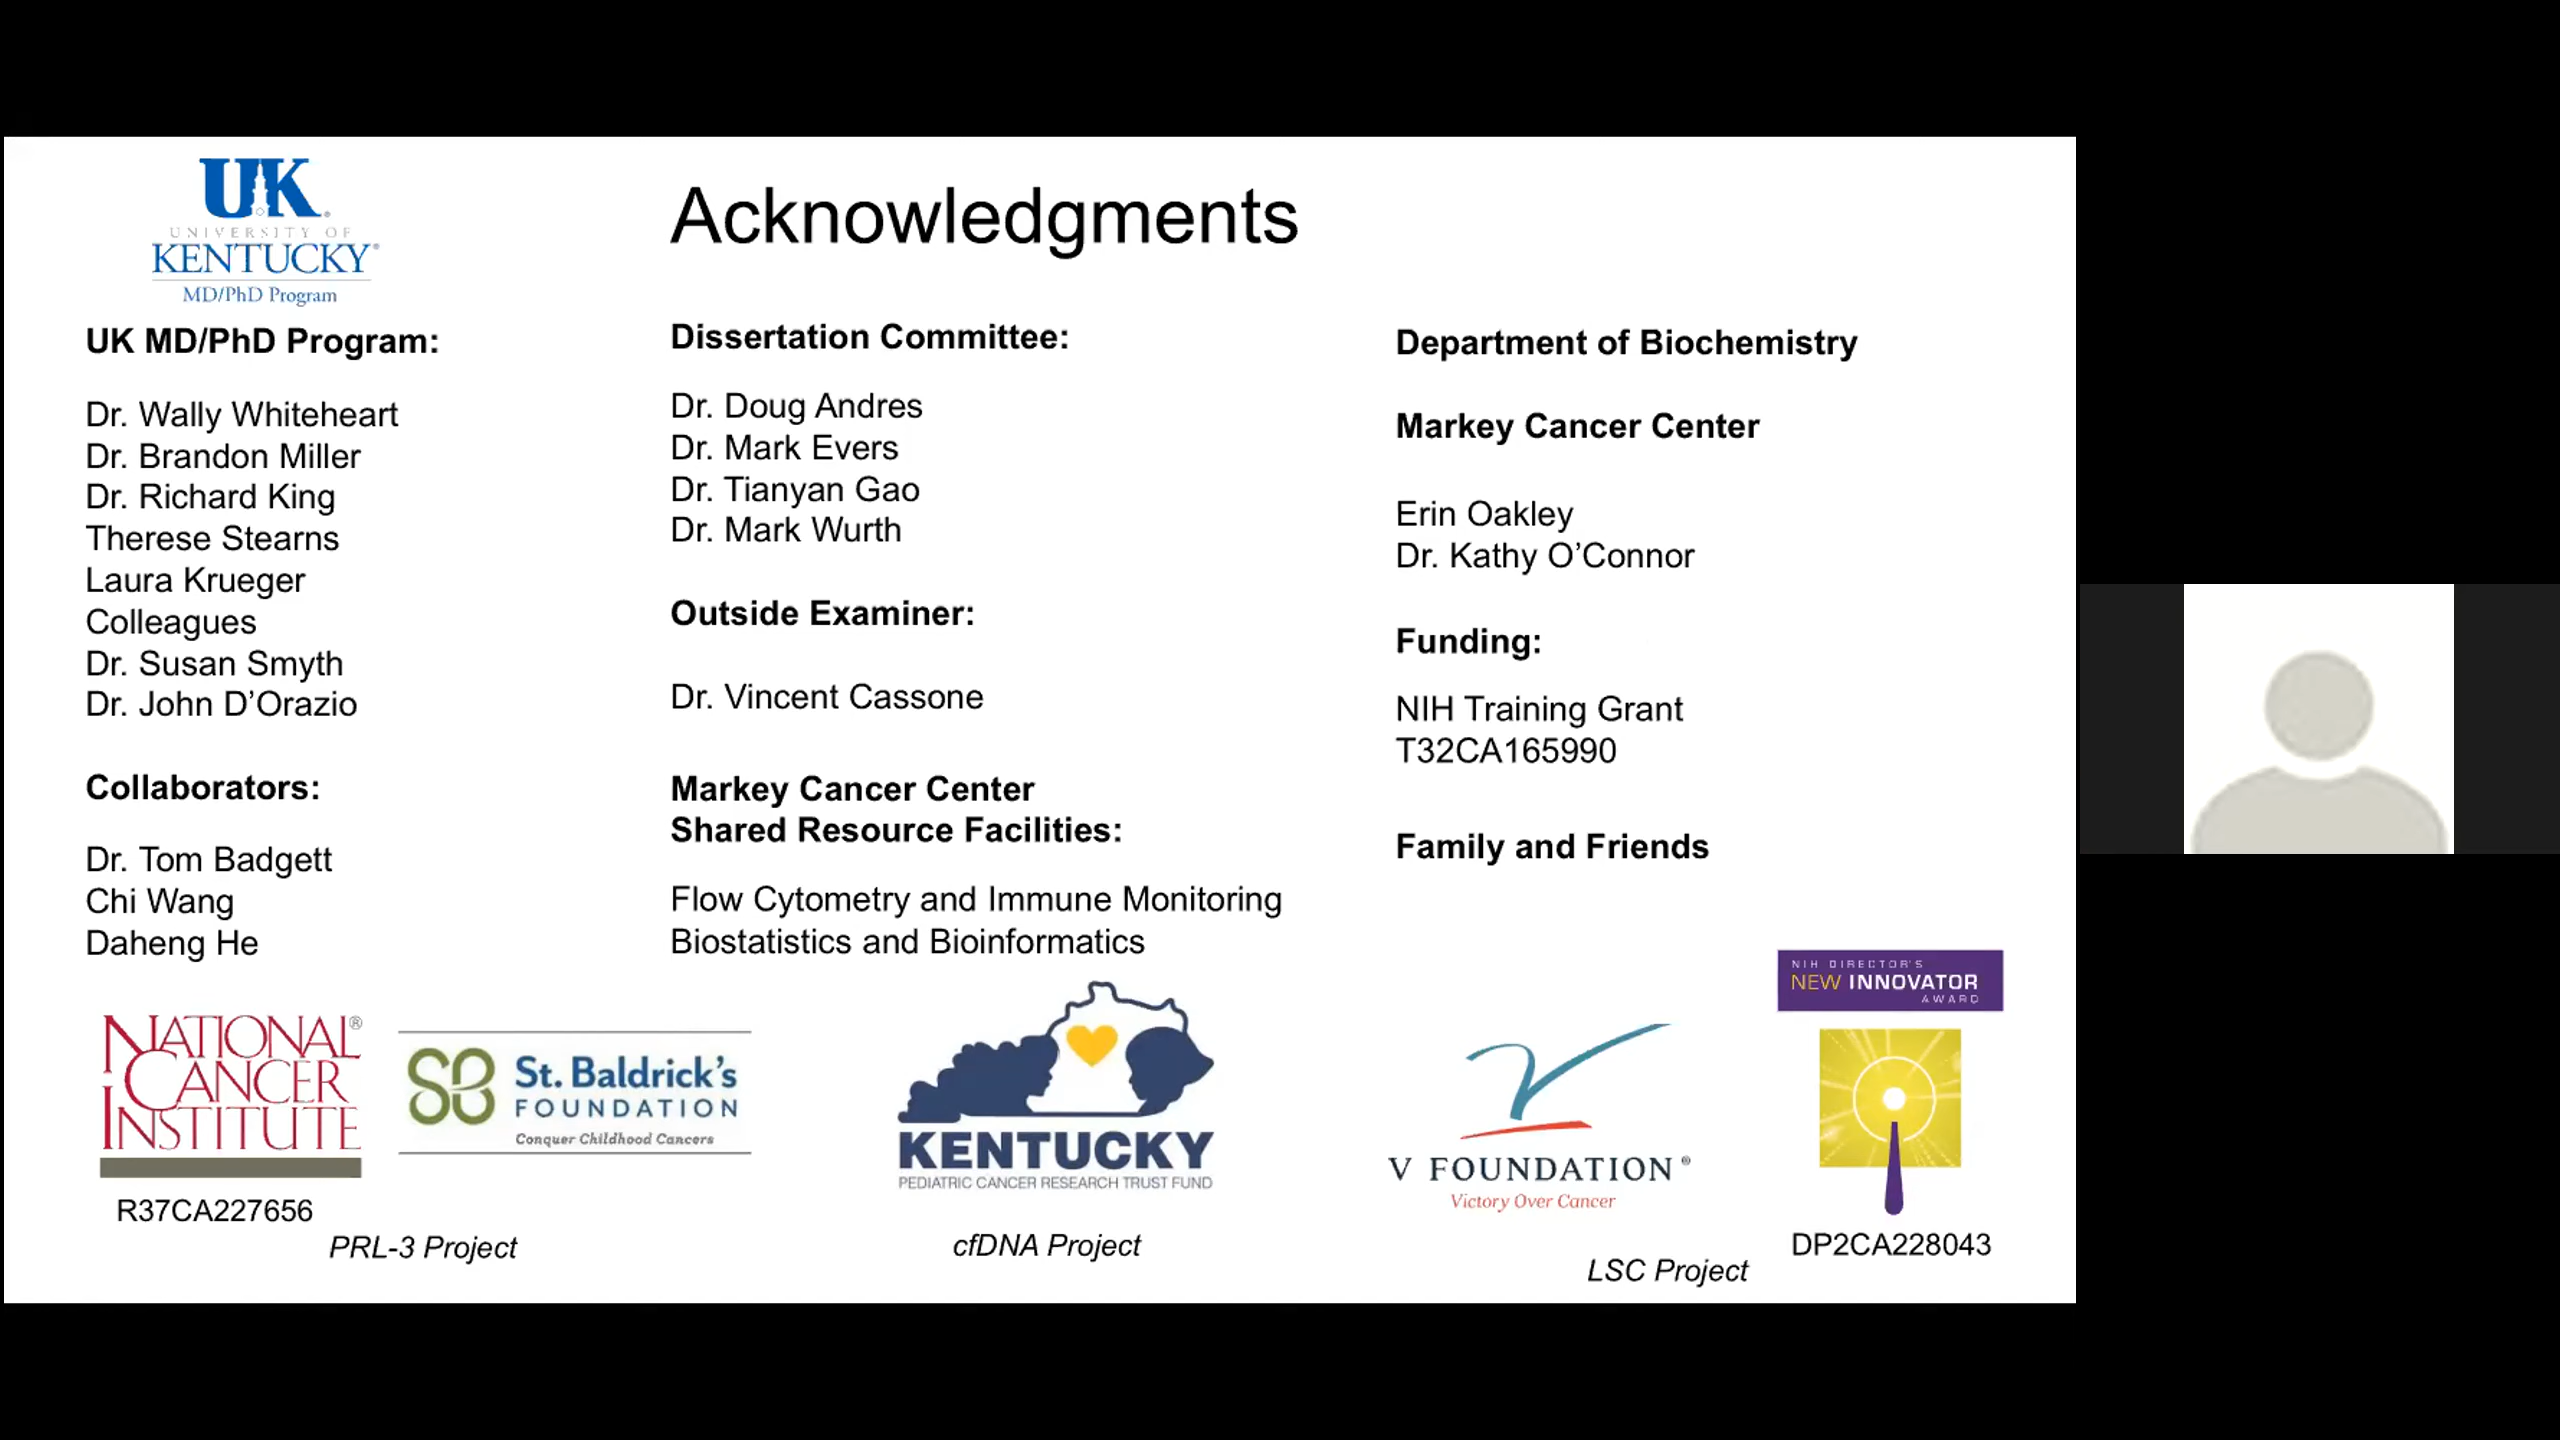 UK
UNIVERSITY OF
KENTUCKY®
MD/PhD Program
Acknowledgments
UK MD/PhD Program:
Dr. Wally Whiteheart
Dr. Brandon Miller
Dr. Richard King
Therese Stearns
Laura Krueger
Colleagues
Dr. Susan Smyth
Dr. John D’Orazio
Collaborators:
Dr. Tom Badgett
Chi Wang
Daheng He
Dissertation Committee:
Dr. Doug Andres
Dr. Mark Evers
Dr. Tianyan Gao
Dr. Mark Wurth
Outside Examiner:
Dr. Vincent Cassone
Markey Cancer Center
Shared Resource Facilities:
Flow Cytometry and Immune Monitoring
Biostatistics and Bioinformatics
Department of Biochemistry
Markey Cancer Center
Erin Oakley
Dr. Kathy O’Connor
Funding:
NIH Training Grant
T32CA165990
Family and Friends
NATIONAL®
CANCER
INSTITUTE
R37CA227656
St. Baldrick’s
FOUNDATION
Conquer Childhood Cancers
PRL-3 Project
KENTUCKY
PEDIATRIC CANCER RESEARCH TRUST FUND
cfDNA Project
V FOUNDATION®
Victory Over Cancer
NIH DIRECTOR'S
NEW INNOVATOR
AWARD
DP2CA228043
LSC Project